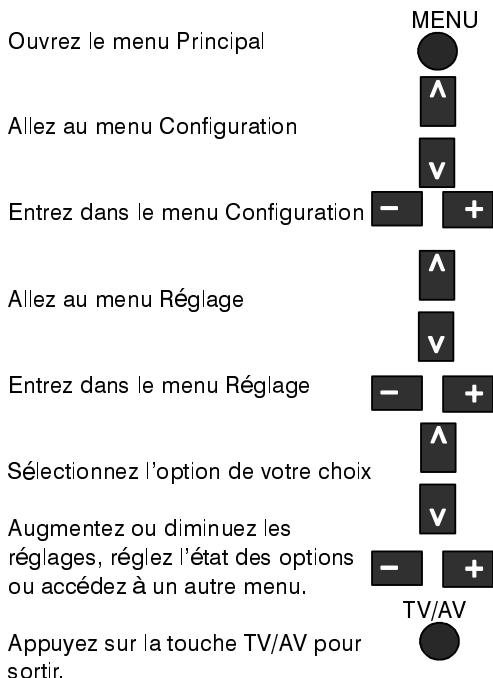 MENU
Ouvrez le menu Principal
^
Allez au menu Configuration
v
Entrez dans le menu Configuration - +
^
Allez au menu Réglage
v
Entrez dans le menu Réglage - +
^
Sélectionnez l'option de votre choix
v
Augmentez ou diminuez les
réglages, réglez l'état des options - +
ou accédez à un autre menu.
TV/AV
Appuyez sur la touche TV/AV pour
sortir.